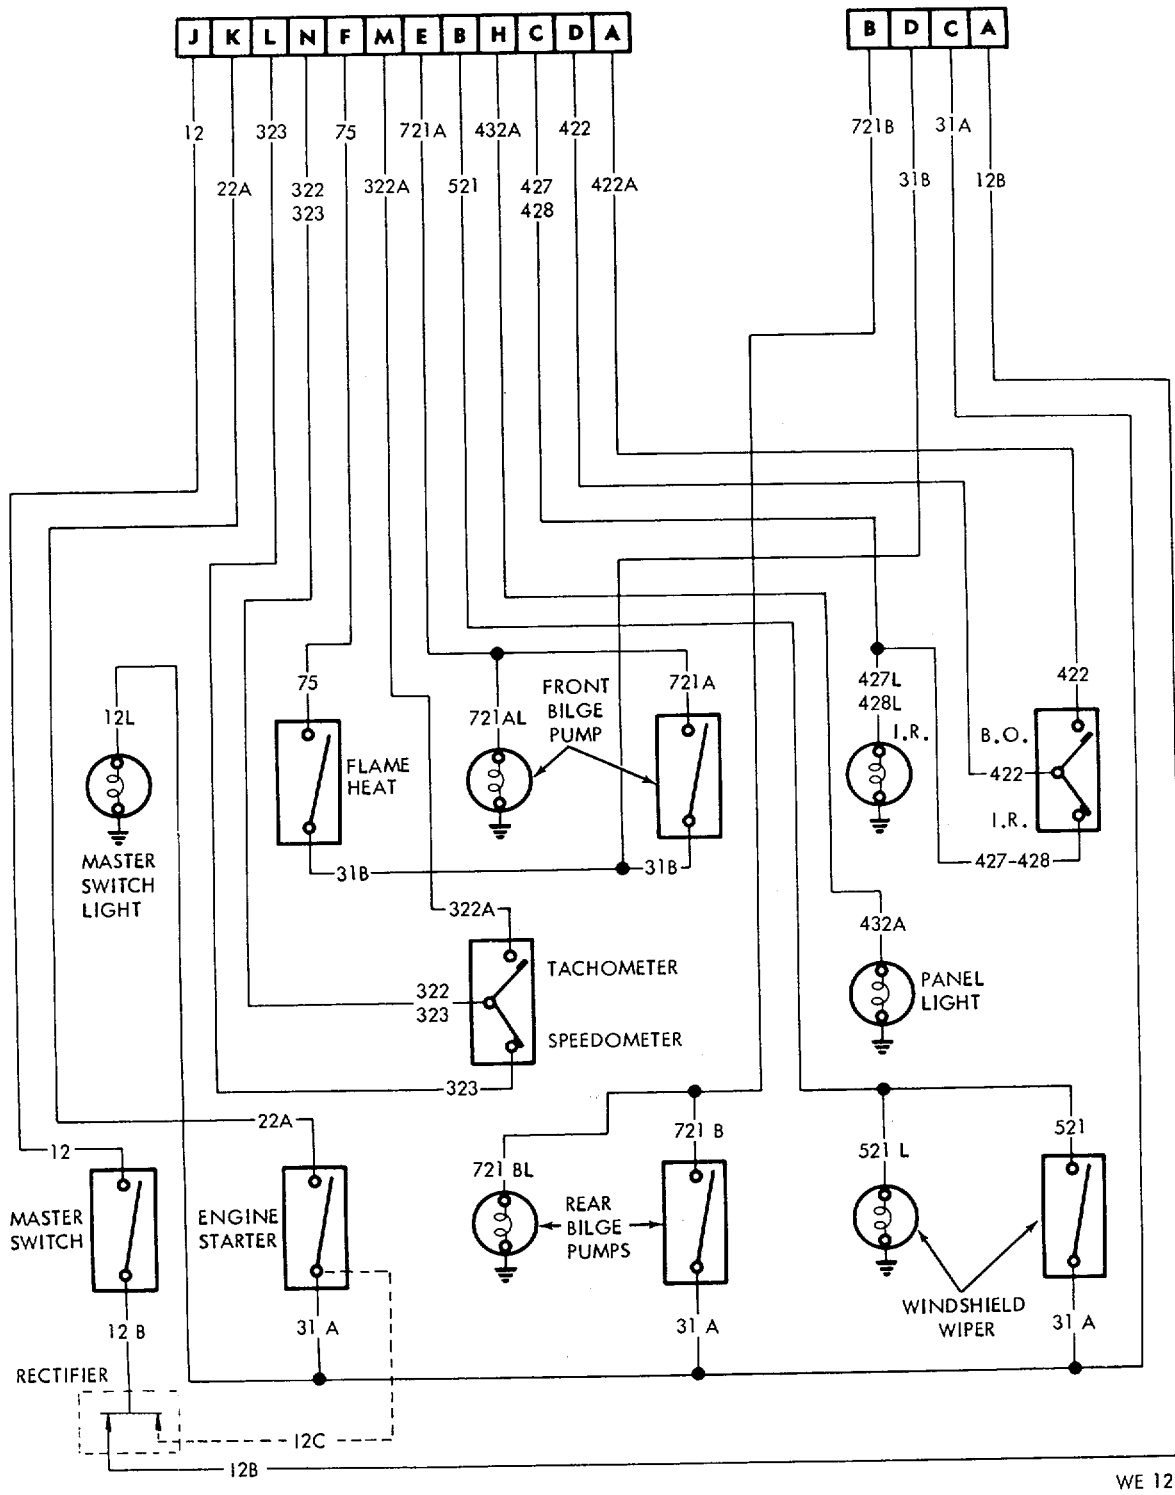 J K L N F M E B H C D A
B D C A
12 323 75 721A 432A 422
721B 31A
22A 322 322A 521 427 422A
323 428
31B 12B
75
721A
427L
428L
422
FRONT
BILGE
PUMP
12L
721AL
I.R.
B.O.
FLAME
HEAT
422
I.R.
MASTER
SWITCH
LIGHT
31B
31B
427-428
322A
432A
TACHOMETER
322
323
PANEL
LIGHT
SPEEDOMETER
323
22A
12
721 B
521
521 L
721 BL
MASTER
SWITCH
ENGINE
STARTER
REAR
BILGE
PUMPS
WINDSHIELD
WIPER
12 B
31 A
31 A
31 A
RECTIFIER
12C
12B
WE 12